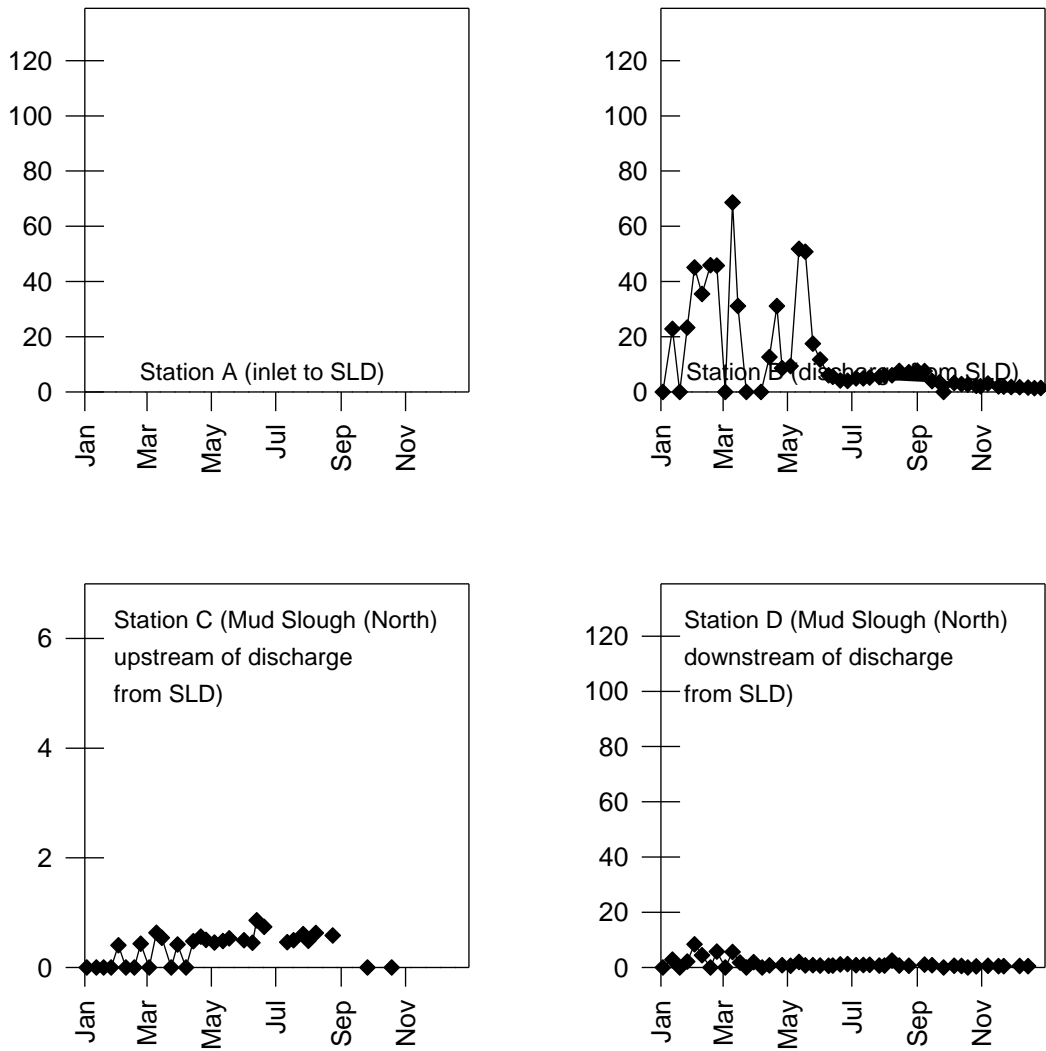 120
100
80
60
40
20
0
Station A (inlet to SLD)
Jan
Mar
May
Jul
Sep
Nov
120
100
80
60
40
20
0
Station B (discharge from SLD)
Jan
Mar
May
Jul
Sep
Nov
6
4
2
0
Station C (Mud Slough (North)
upstream of discharge
from SLD)
Jan
Mar
May
Jul
Sep
Nov
120
100
80
60
40
20
0
Station D (Mud Slough (North)
downstream of discharge
from SLD)
Jan
Mar
May
Jul
Sep
Nov